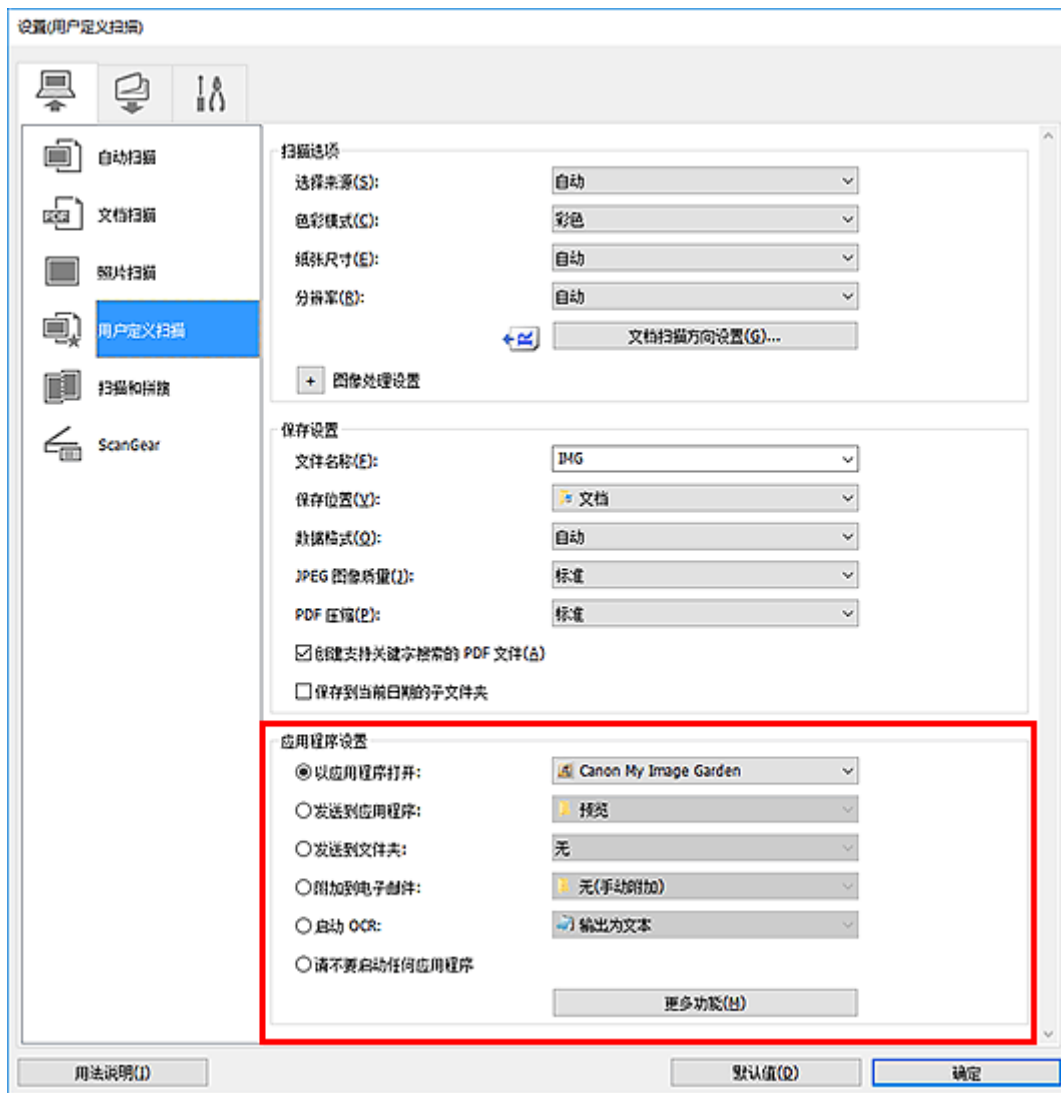 设置(用户定义扫描)
自动扫描
文档扫描
照片扫描
用户定义扫描
扫描和拼接
ScanGear
扫描选项
选择来源(S): 自动
色彩模式(C): 彩色
纸张尺寸(E): 自动
分辨率(R): 自动
文档扫描方向设置(G)...
+ 图像处理设置
保存设置
文件名称(F): IMG
保存位置(V): 文档
数据格式(O): 自动
JPEG 图像质量(J): 标准
PDF 压缩(P): 标准
创建支持关键字搜索的 PDF 文件(A)
保存到当前日期的子文件夹
应用程序设置
以应用程序打开: Canon My Image Garden
发送到应用程序: 预览
发送到文件夹: 无
附加到电子邮件: 无(手动附加)
启动 OCR: 输出为文本
请不要启动任何应用程序
更多功能(H)
用法说明(I) 默认值(D) 确定